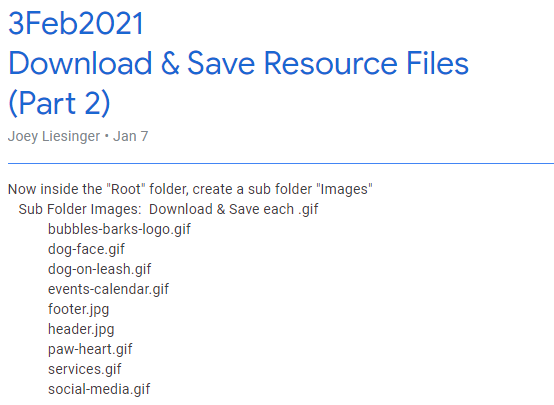 3Feb2021
Download & Save Resource Files
(Part 2)
Joey Liesinger • Jan 7
Now inside the "Root" folder, create a sub folder "Images"
Sub Folder Images:  Download & Save each .gif
bubbles-barks-logo.gif
dog-face.gif
dog-on-leash.gif
events-calendar.gif
footer.jpg
header.jpg
paw-heart.gif
services.gif
social-media.gif